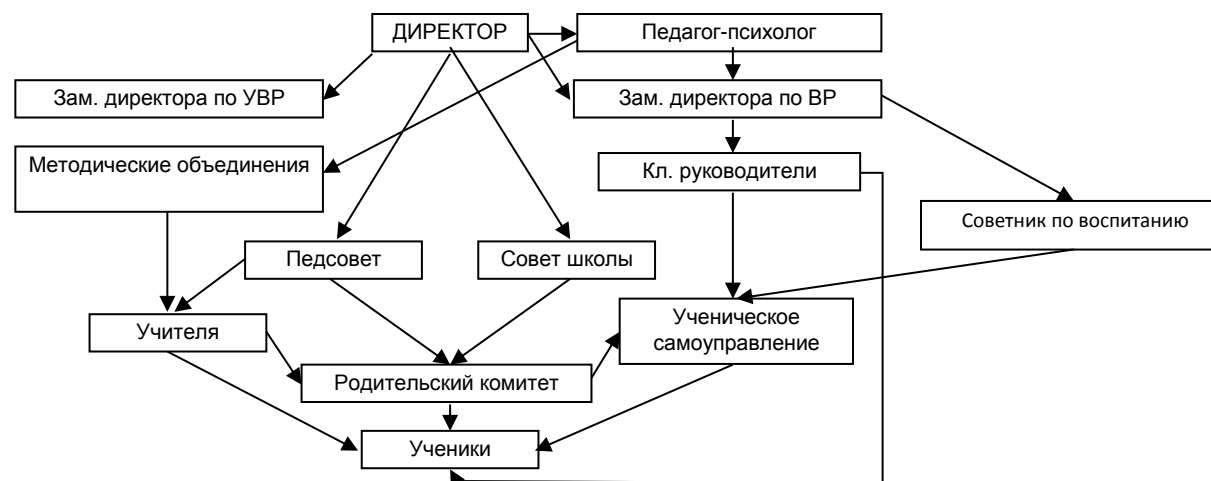 ДИРЕКТОР
Педагог-психолог
Зам. директора по УВР
Зам. директора по ВР
Методические объединения
Кл. руководители
Советник по воспитанию
Педсовет
Совет школы
Учителя
Ученическое
самоуправление
Родительский комитет
Ученики